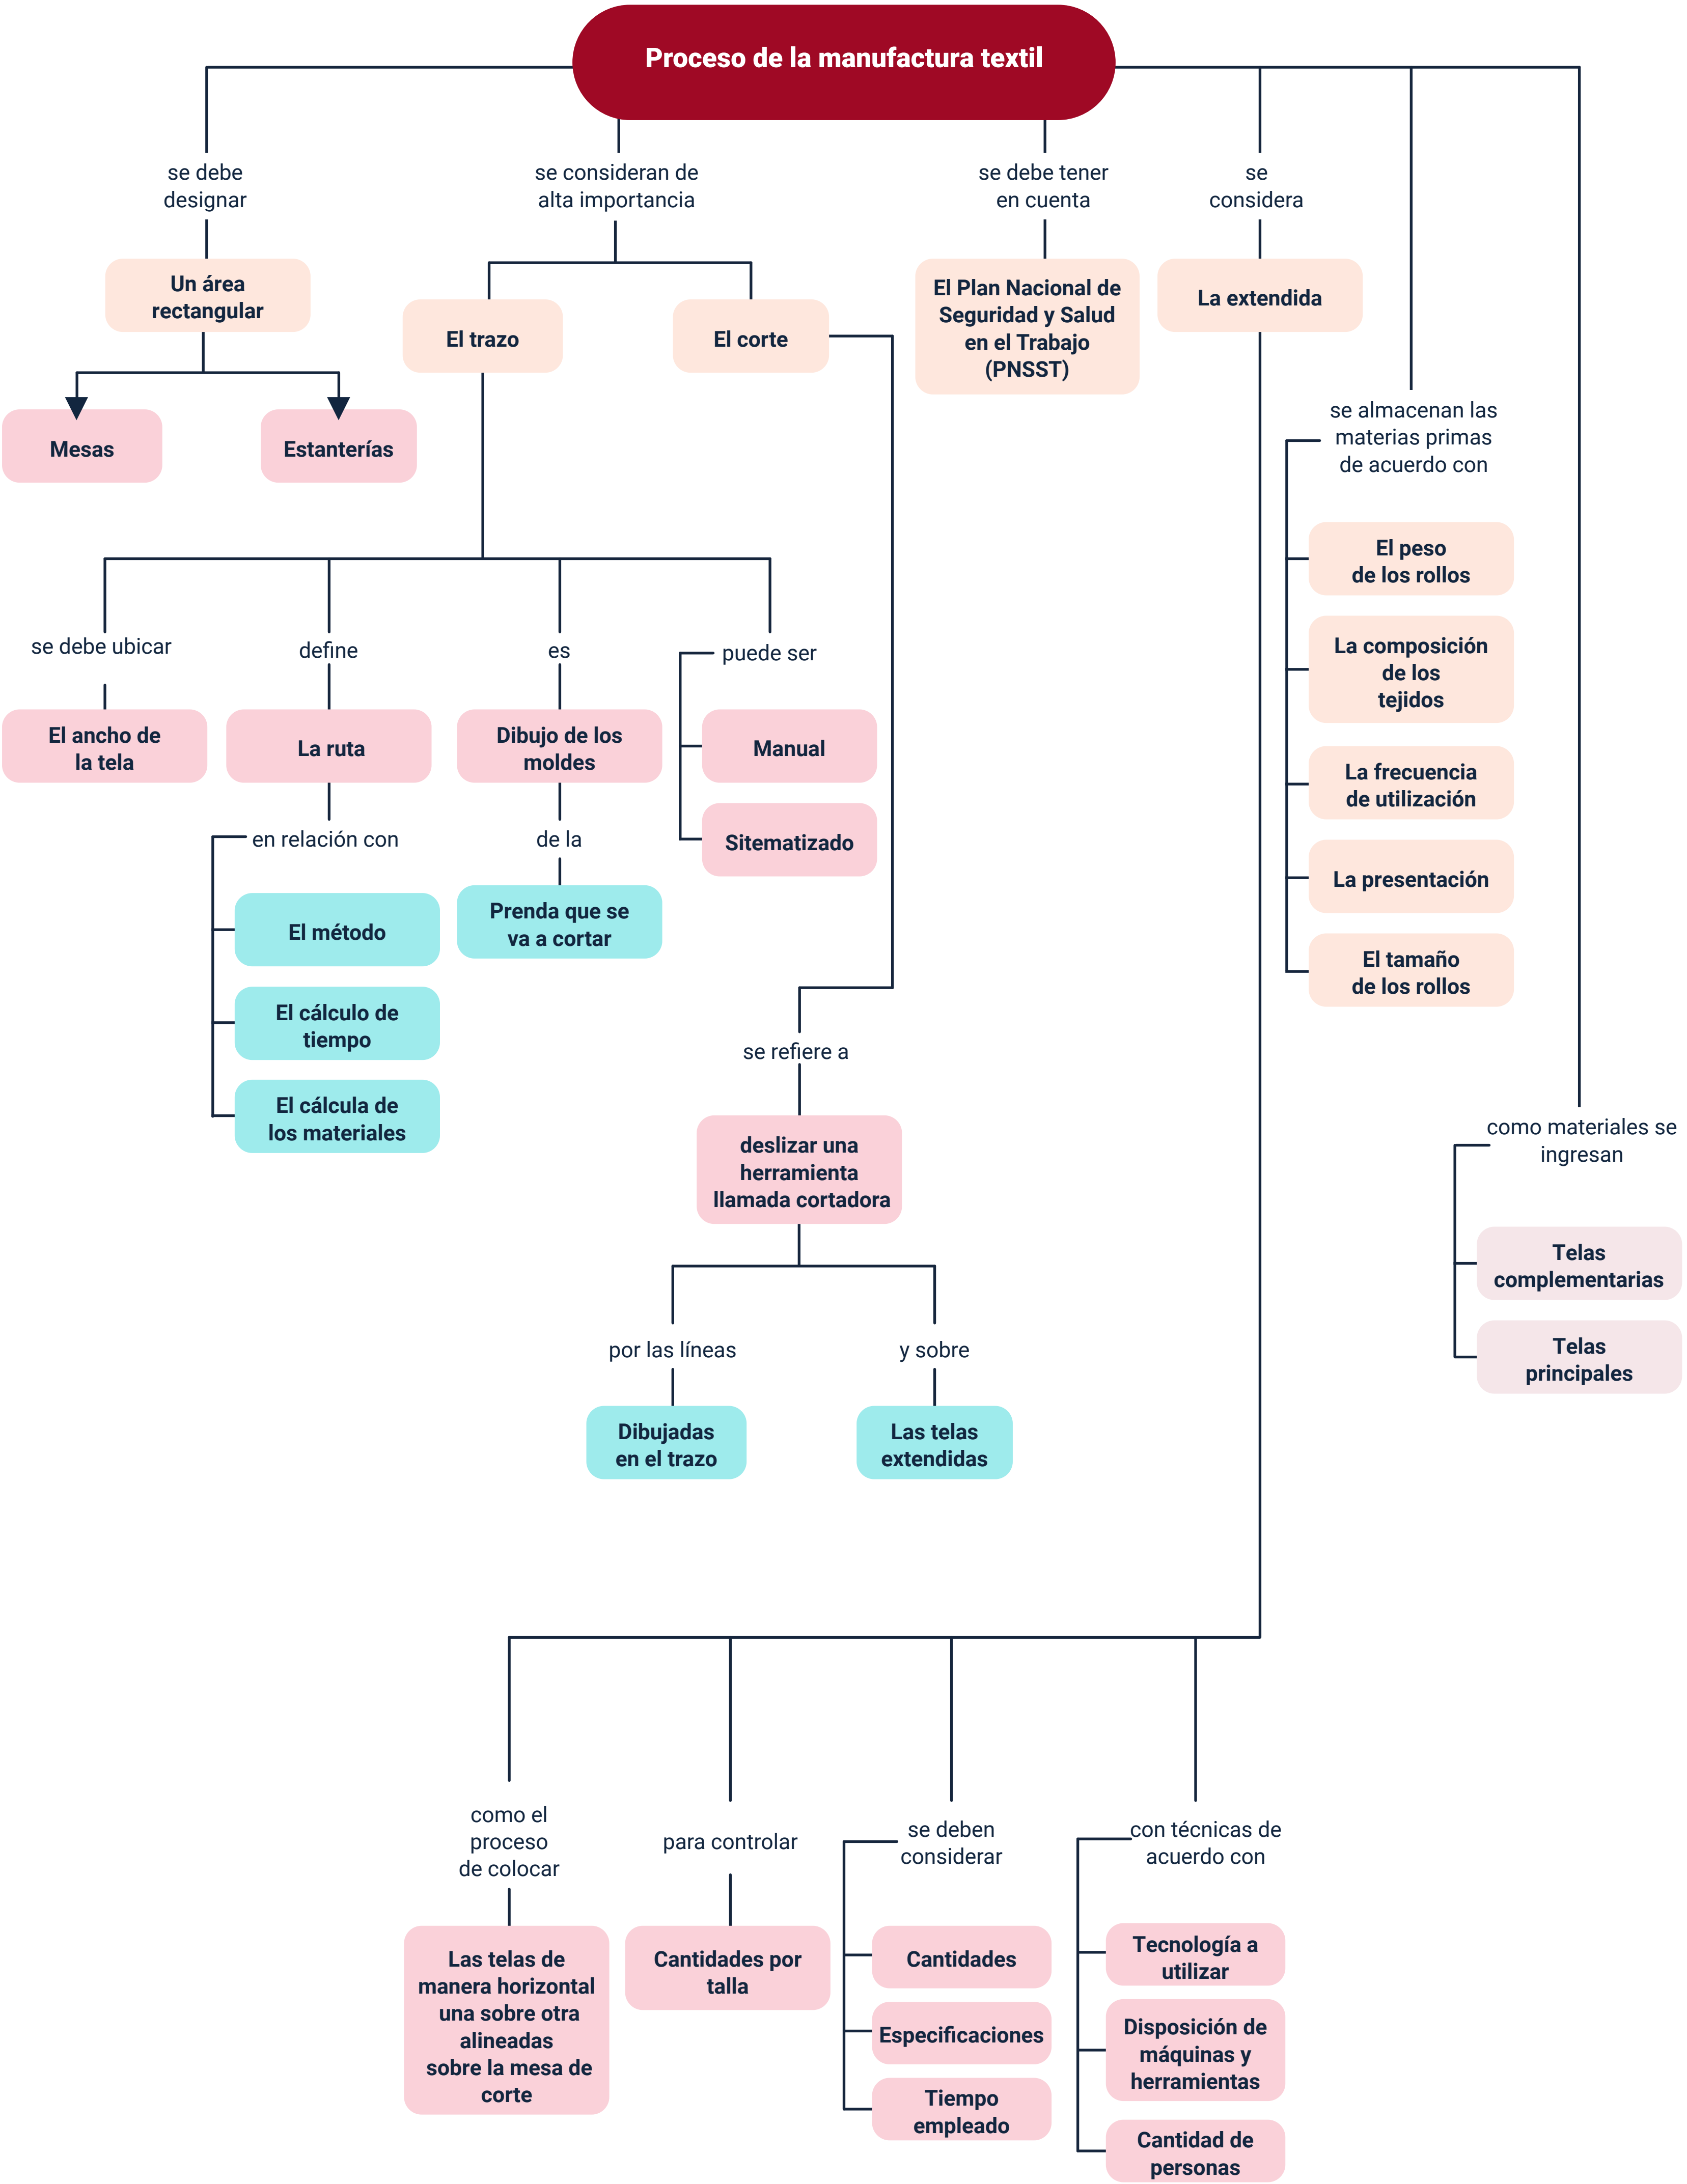 Proceso de la manufactura textil
se debe
designar
se consideran de
alta importancia
se debe tener
en cuenta
se
considera
Un área
rectangular
El trazo
El corte
El Plan Nacional de
Seguridad y Salud
en el Trabajo
(PNSST)
La extendida
Mesas
Estanterías
se almacenan las
materias primas
de acuerdo con
El peso
de los rollos
La composición
de los
tejidos
La frecuencia
de utilización
La presentación
El tamaño
de los rollos
se debe ubicar
define
es
puede ser
El ancho de
la tela
La ruta
Dibujo de los
moldes
Manual
Sitematizado
en relación con
de la
El método
El cálculo de
tiempo
El cálcula de
los materiales
Prenda que se
va a cortar
se refiere a
deslizar una
herramienta
llamada cortadora
por las líneas
y sobre
Dibujadas
en el trazo
Las telas
extendidas
como materiales se
ingresan
Telas
complementarias
Telas
principales
como el
proceso
de colocar
para controlar
se deben
considerar
con técnicas de
acuerdo con
Las telas de
manera horizontal
una sobre otra
alineadas
sobre la mesa de
corte
Cantidades por
talla
Cantidades
Especificaciones
Tiempo
empleado
Tecnología a
utilizar
Disposición de
máquinas y
herramientas
Cantidad de
personas